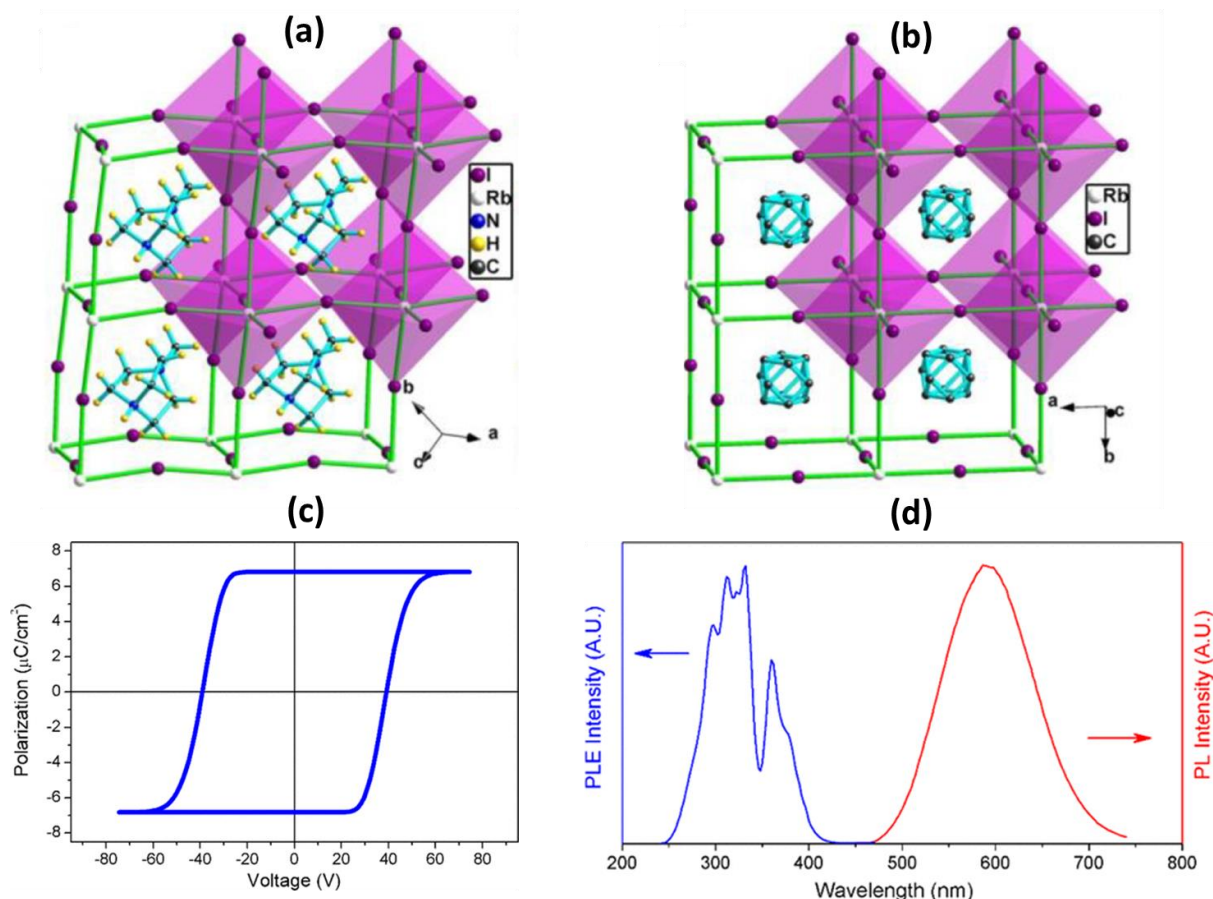 (a)
I
Rb
N
H
C
b
a
c
(b)
Rb
I
C
a
c
b
(c)
8
6
4
2
0
-2
-4
-6
-8
-80 -60 -40 -20 0 20 40 60 80
Polarization (μC/cm²)
Voltage (V)
(d)
PLE Intensity (A.U.)
PL Intensity (A.U.)
200 300 400 500 600 700 800
Wavelength (nm)